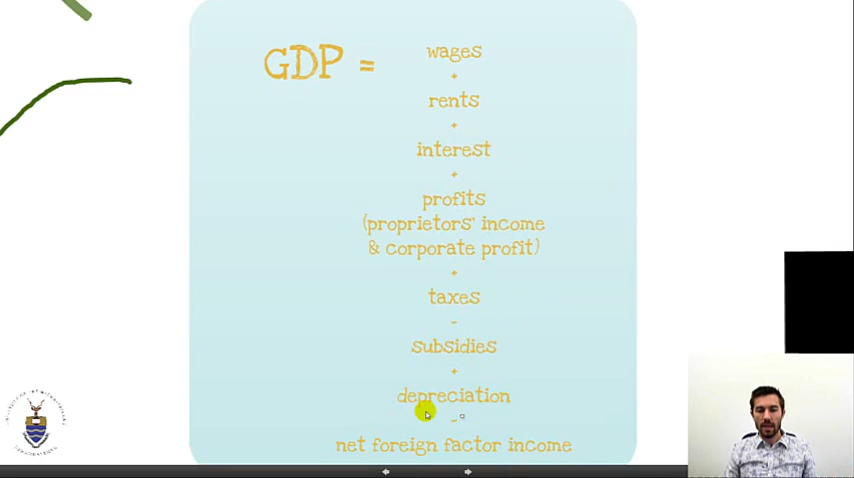 GDP =
wages
+
rents
+
interest
+
profits
(proprietors' income
& corporate profit)
+
taxes
-
subsidies
+
depreciation
-
net foreign factor income